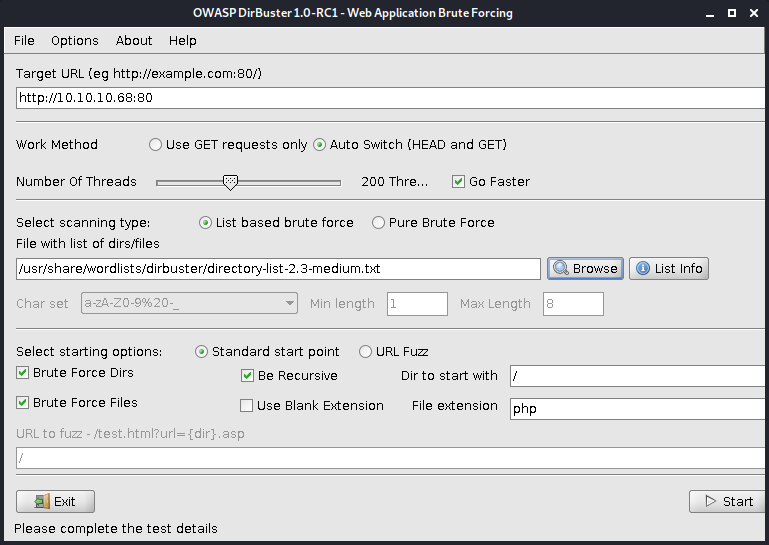 OWASP DirBuster 1.0-RC1 - Web Application Brute Forcing
File Options About Help
Target URL (eg http://example.com:80/)
http://10.10.10.68:80
Work Method Use GET requests only Auto Switch (HEAD and GET)
Number Of Threads 200 Thre... Go Faster
Select scanning type: List based brute force Pure Brute Force
File with list of dirs/files
/usr/share/wordlists/dirbuster/directory-list-2.3-medium.txt Browse List Info
Char set a-zA-Z0-9%20-_ Min length 1 Max Length 8
Select starting options: Standard start point URL Fuzz
Brute Force Dirs Be Recursive Dir to start with /
Brute Force Files Use Blank Extension File extension php
URL to fuzz - /test.html?url={dir}.asp
/
Exit Start
Please complete the test details